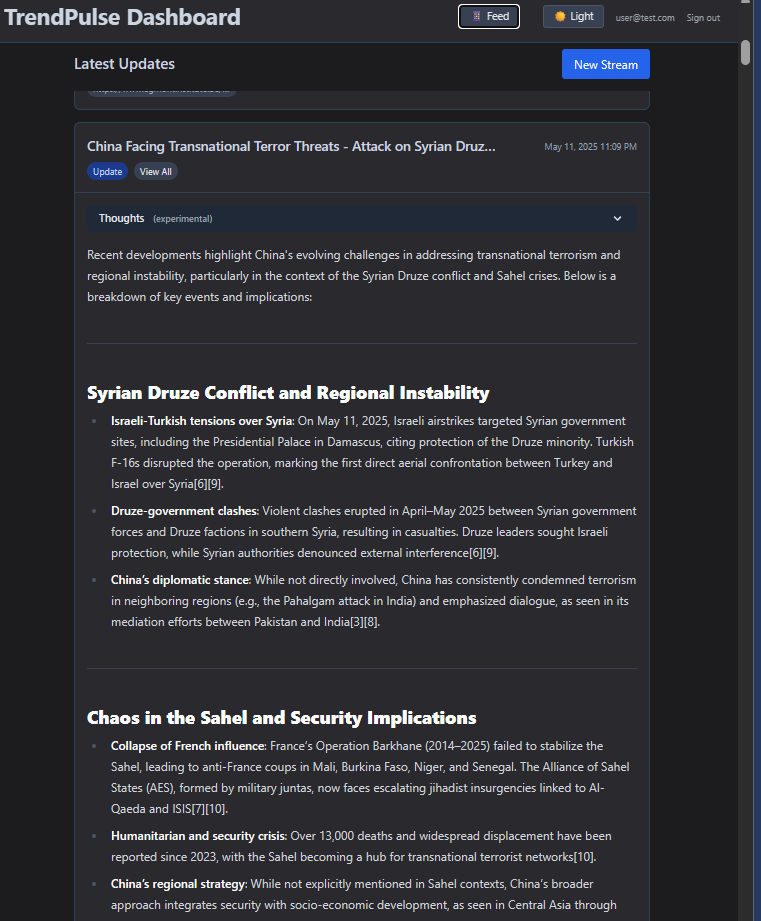 TrendPulse Dashboard
Feed
Light
user@test.com
Sign out
Latest Updates
New Stream
China Facing Transnational Terror Threats - Attack on Syrian Druz...
May 11, 2025 11:09 PM
Update
View All
Thoughts (experimental)
Recent developments highlight China's evolving challenges in addressing transnational terrorism and
regional instability, particularly in the context of the Syrian Druze conflict and Sahel crises. Below is a
breakdown of key events and implications:
Syrian Druze Conflict and Regional Instability
Israeli-Turkish tensions over Syria: On May 11, 2025, Israeli airstrikes targeted Syrian government
sites, including the Presidential Palace in Damascus, citing protection of the Druze minority. Turkish
F-16s disrupted the operation, marking the first direct aerial confrontation between Turkey and
Israel over Syria[6][9].
Druze-government clashes: Violent clashes erupted in April–May 2025 between Syrian government
forces and Druze factions in southern Syria, resulting in casualties. Druze leaders sought Israeli
protection, while Syrian authorities denounced external interference[6][9].
China's diplomatic stance: While not directly involved, China has consistently condemned terrorism
in neighboring regions (e.g., the Pahalgam attack in India) and emphasized dialogue, as seen in its
mediation efforts between Pakistan and India[3][8].
Chaos in the Sahel and Security Implications
Collapse of French influence: France's Operation Barkhane (2014–2025) failed to stabilize the
Sahel, leading to anti-France coups in Mali, Burkina Faso, Niger, and Senegal. The Alliance of Sahel
States (AES), formed by military juntas, now faces escalating jihadist insurgencies linked to Al-
Qaeda and ISIS[7][10].
Humanitarian and security crisis: Over 13,000 deaths and widespread displacement have been
reported since 2023, with the Sahel becoming a hub for transnational terrorist networks[10].
China's regional strategy: While not explicitly mentioned in Sahel contexts, China's broader
approach integrates security with socio-economic development, as seen in Central Asia through